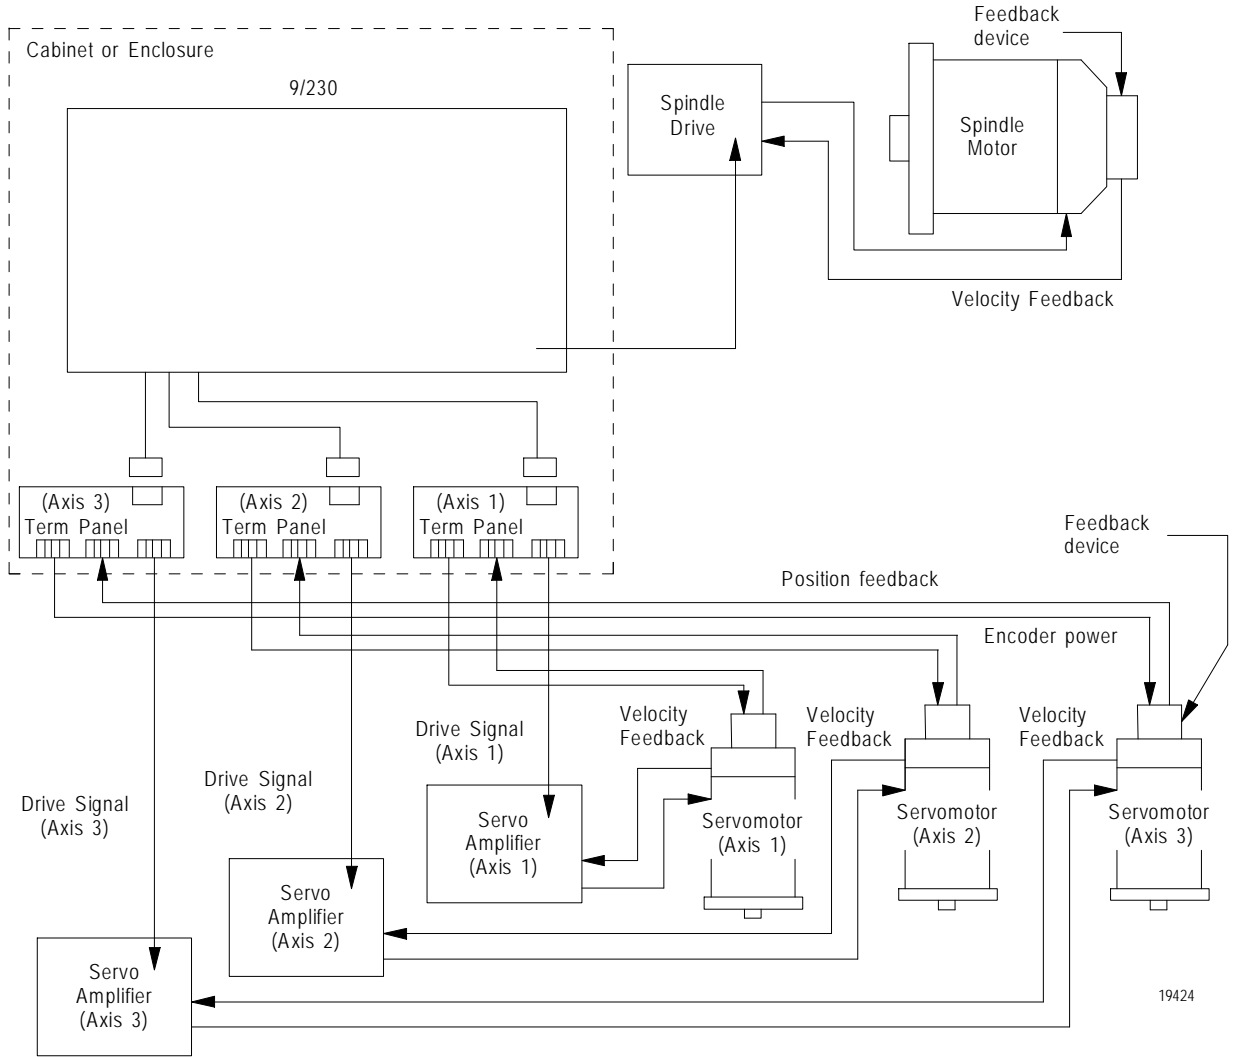 Feedback
device
Cabinet or Enclosure
9/230
Spindle
Drive
Spindle
Motor
Velocity Feedback
(Axis 3)
Term Panel
(Axis 2)
Term Panel
(Axis 1)
Term Panel
Feedback
device
Position feedback
Encoder power
Velocity
Feedback
Velocity
Feedback
Velocity
Feedback
Drive Signal
(Axis 1)
Drive Signal
(Axis 2)
Drive Signal
(Axis 3)
Servo
Amplifier
(Axis 1)
Servomotor
(Axis 1)
Servomotor
(Axis 2)
Servomotor
(Axis 3)
Servo
Amplifier
(Axis 2)
Servo
Amplifier
(Axis 3)
19424